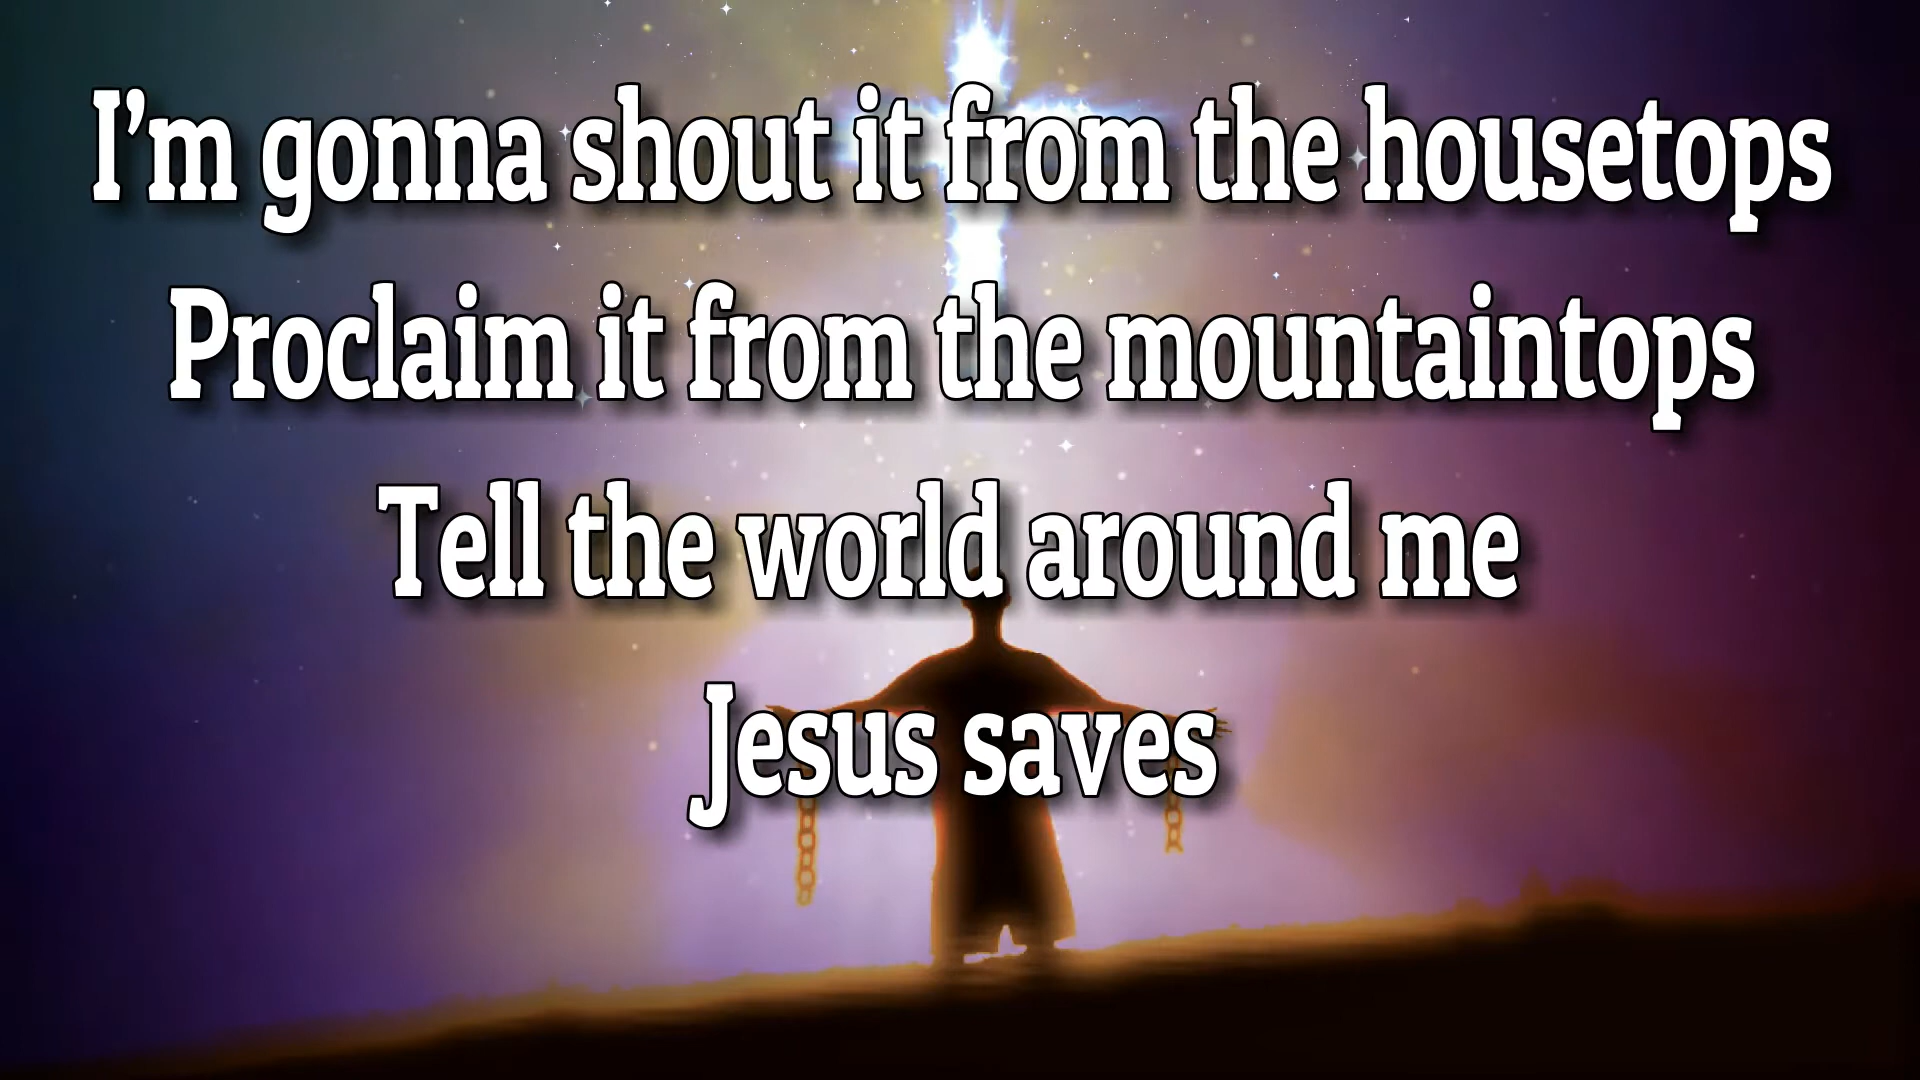 I’m gonna shout it from the housetops
Proclaim it from the mountaintops
Tell the world around me
Jesus saves